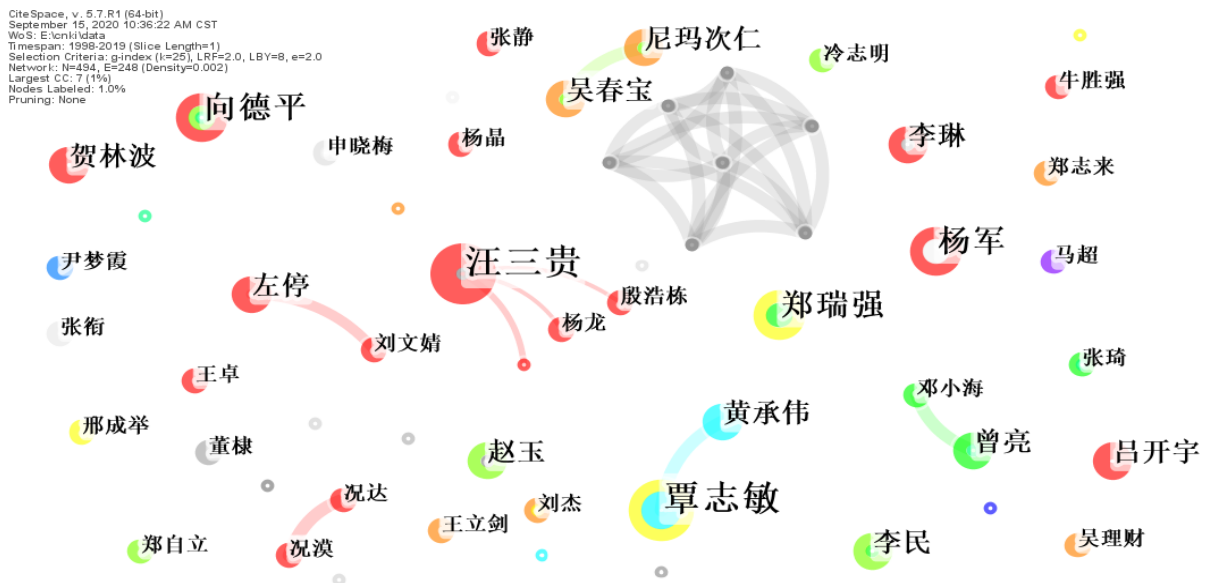 CiteSpace, v. 5.7.R1 (64-bit)
September 15, 2020 10:36:22 AM CST
WoS: E:\cnki\data
Timespan: 1998-2019 (Slice Length=1)
Selection Criteria: g-index (k=25), LRF=2.0, LBY=8, e=2.0
Network: N=494, E=248 (Density=0.002)
Largest CC: 7 (1%)
Nodes Labeled: 1.0%
Pruning: None
张静
尼玛次仁
冷志明
吴春宝
牛胜强
向德平
杨晶
李琳
申晓梅
贺林波
郑志来
杨军
尹梦霞
汪三贵
马超
左停
殷浩栋
郑瑞强
张衔
杨龙
刘文婧
张琦
王卓
邓小海
黄承伟
邢成举
董棣
赵玉
曾亮
吕开宇
况达
覃志敏
刘杰
王立剑
郑自立
况漠
李民
吴理财